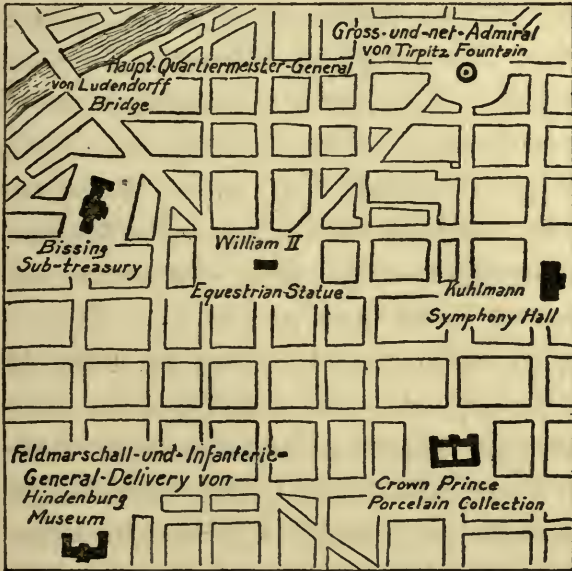 Gross-und-net-Admiral
von Tirpitz Fountain
Haupt-Quartiermeister-General
von Ludendorff
Bridge
Bissing
Sub-treasury
William II
Equestrian-Statue
Kuhlmann
Symphony Hall
Feldmarschall-und-Infanterie-
General-Delivery von
Hindenburg
Museum
Crown Prince
Porcelain Collection